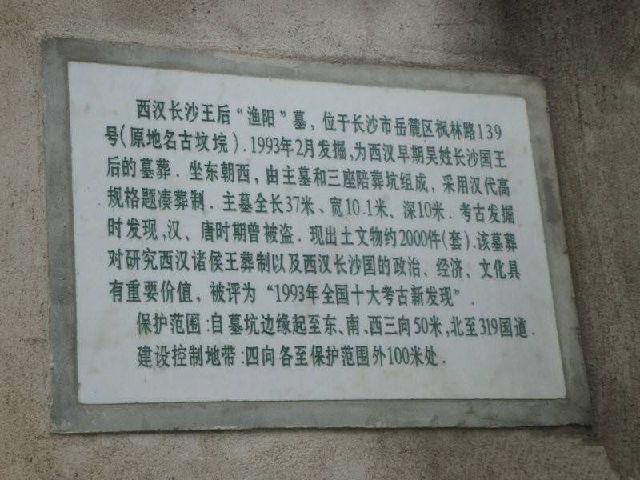 西汉长沙王后“渔阳”墓，位于长沙市岳麓区枫林路139
号(原地名古坟垸)．1993年2月发掘，为西汉早期吴姓长沙国王
后的墓葬．坐东朝西，由主墓和三座陪葬坑组成，采用汉代高
规格题凑葬制．主墓全长37米、宽10.1米、深10米．考古发掘
时发现，汉、唐时期曾被盗．现出土文物约2000件(套)．该墓葬
对研究西汉诸侯王葬制以及西汉长沙国的政治、经济、文化具
有重要价值，被评为“1993年全国十大考古新发现”．
保护范围：自墓坑边缘起至东、南、西三向50米，北至319国道．
建设控制地带：四向各至保护范围外100米处．